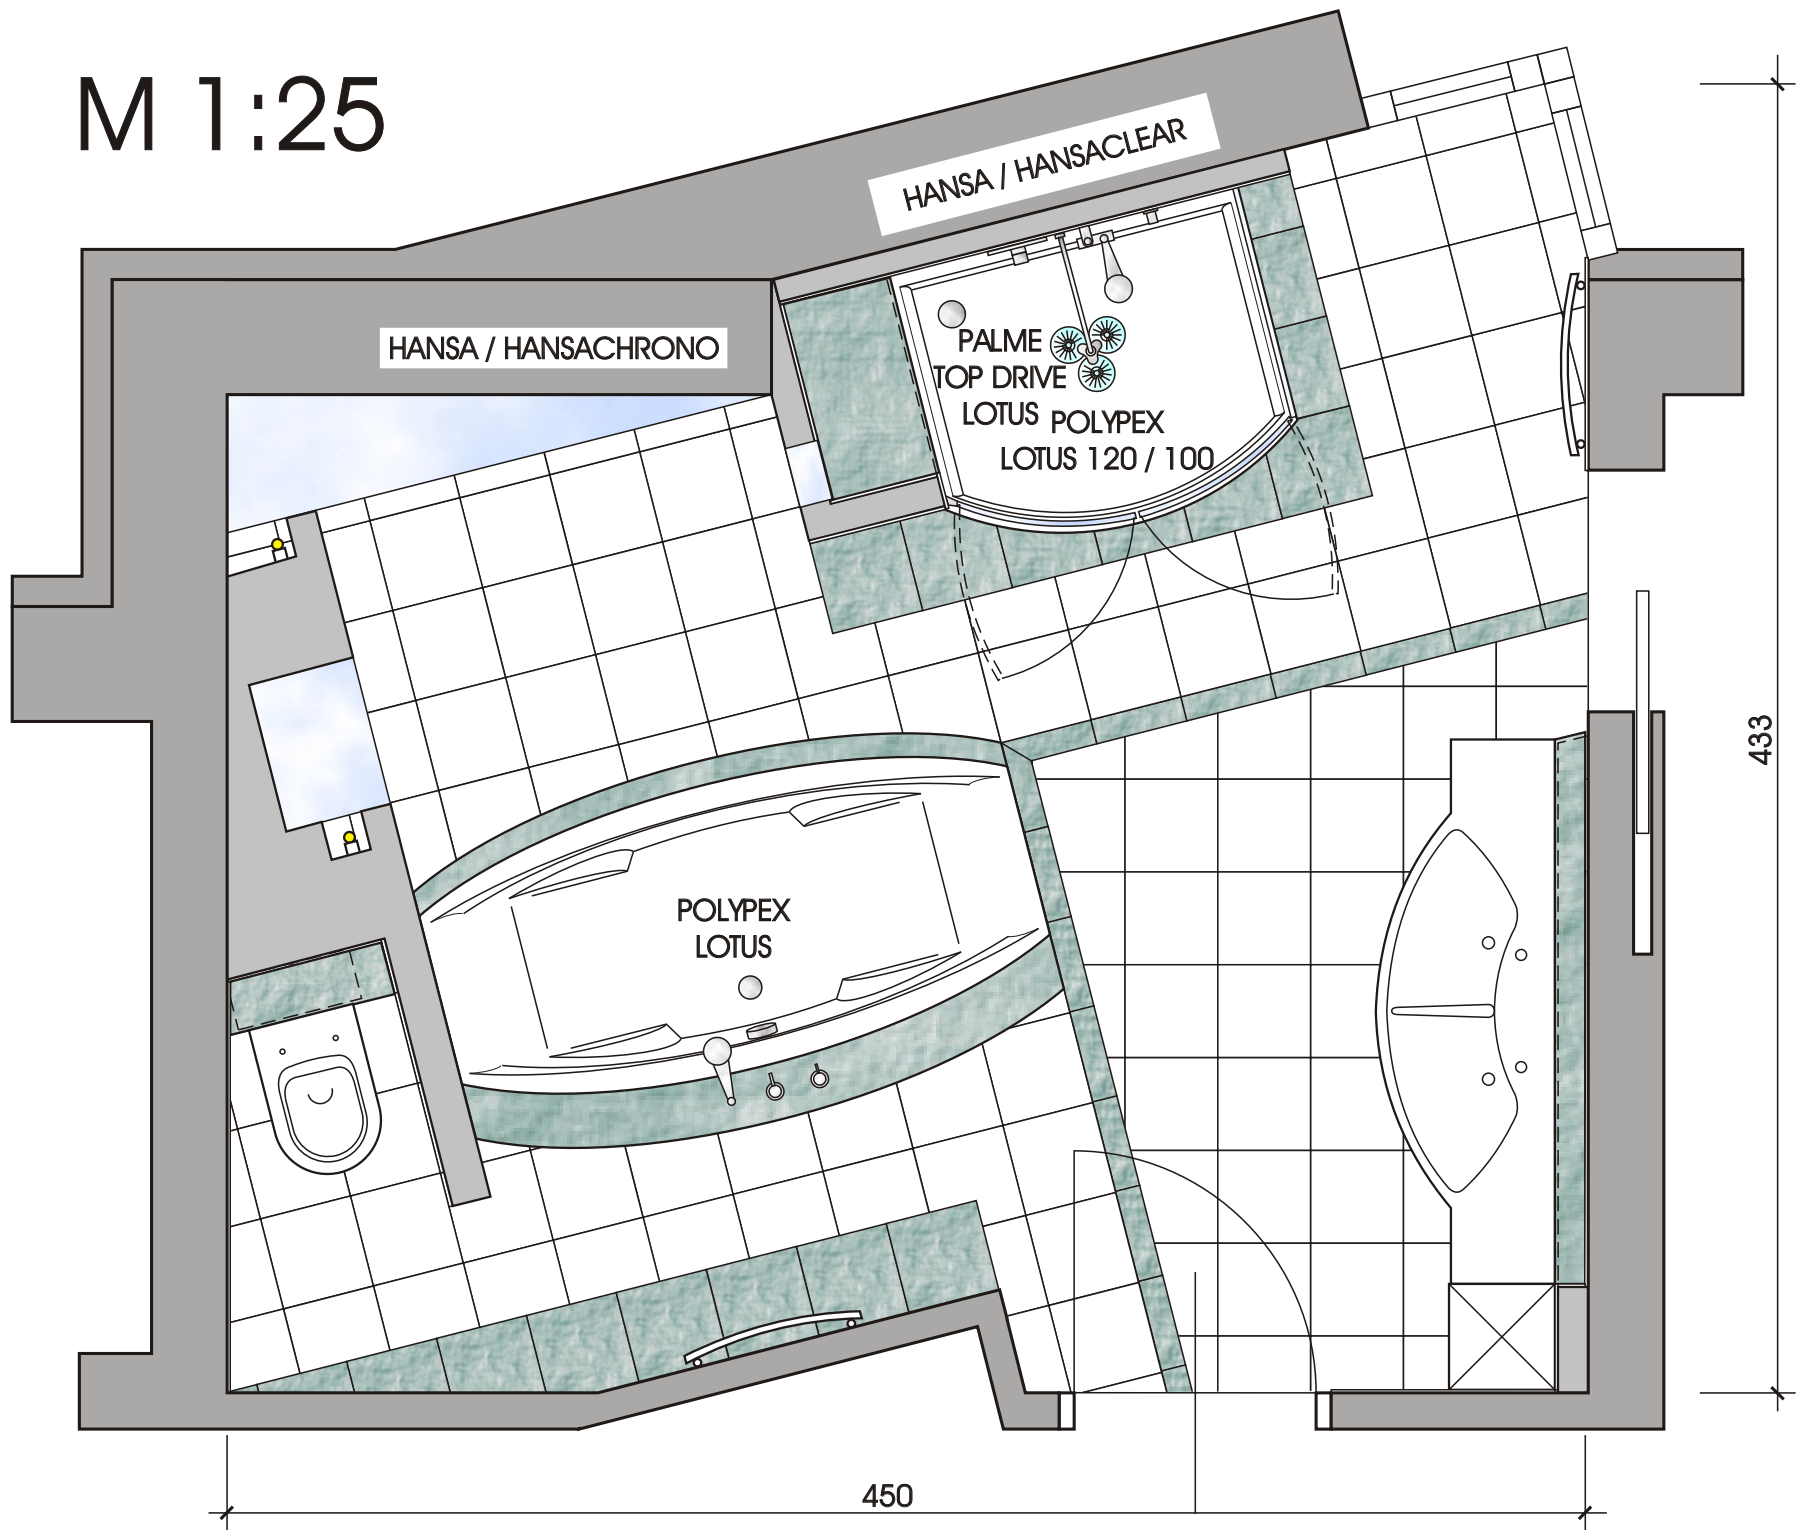 M 1:25
HANSA / HANSACLEAR
HANSA / HANSACHRONO
PALME
TOP DRIVE
LOTUS
POLYPEX
LOTUS 120 / 100
433
POLYPEX
LOTUS
450